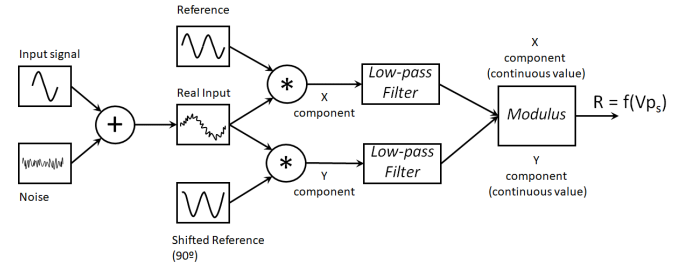 Reference
Input signal
Real Input
+
*
*
Noise
Shifted Reference
(90º)
X
component
Y
component
Low-pass
Filter
Low-pass
Filter
X
component
(continuous value)
Modulus
Y
component
(continuous value)
R = f(Vpₛ)